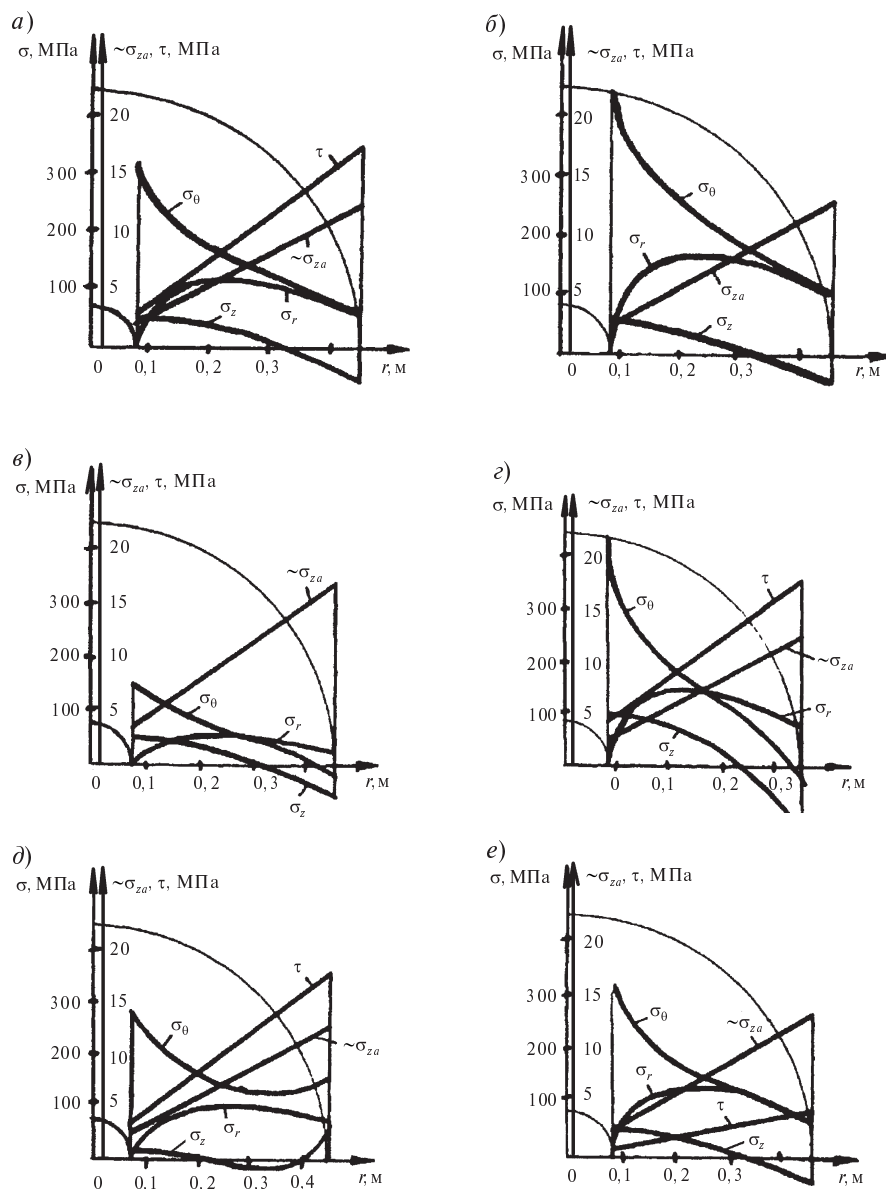 а)
σ, МПа
~σza, τ, МПа
20
15
10
5
300
200
100
τ
σθ
~σza
σz
σr
0
0,1
0,2
0,3
r, м
б)
σ, МПа
~σza, τ, МПа
20
15
10
5
300
200
100
σθ
σr
σza
σz
0
0,1
0,2
0,3
r, м
в)
σ, МПа
~σza, τ, МПа
20
15
10
5
300
200
100
~σza
σθ
σr
σz
0
0,1
0,2
0,3
r, м
г)
σ, МПа
~σza, τ, МПа
20
15
10
5
300
200
100
τ
σθ
~σza
σr
σz
0
0,1
0,2
0,3
r, м
д)
σ, МПа
~σza, τ, МПа
20
15
10
5
300
200
100
τ
σθ
~σza
σr
σz
0
0,1
0,2
0,3
0,4
r, м
е)
σ, МПа
~σza, τ, МПа
20
15
10
5
300
200
100
σθ
~σza
σr
τ
σz
0
0,1
0,2
0,3
r, м